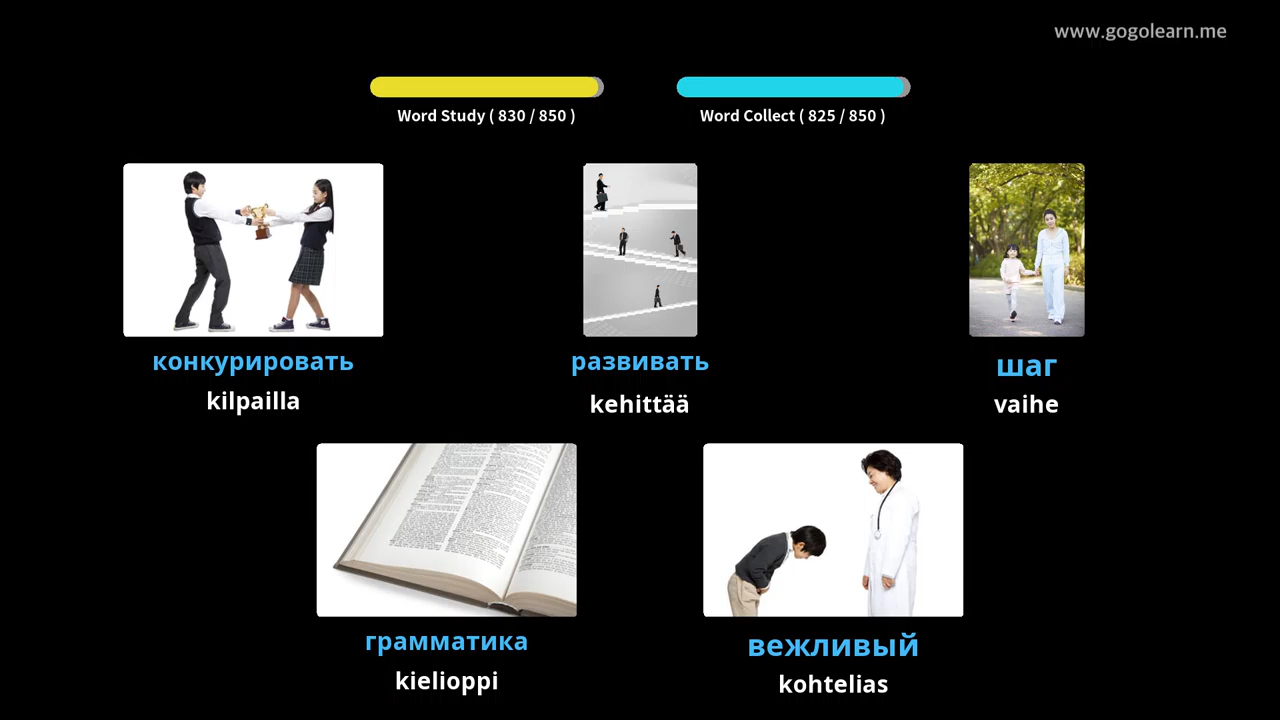 www.gogolearn.me
Word Study ( 830 / 850 )
Word Collect ( 825 / 850 )
конкурировать
kilpailla
развивать
kehittää
шаг
vaihe
грамматика
kielioppi
вежливый
kohtelias